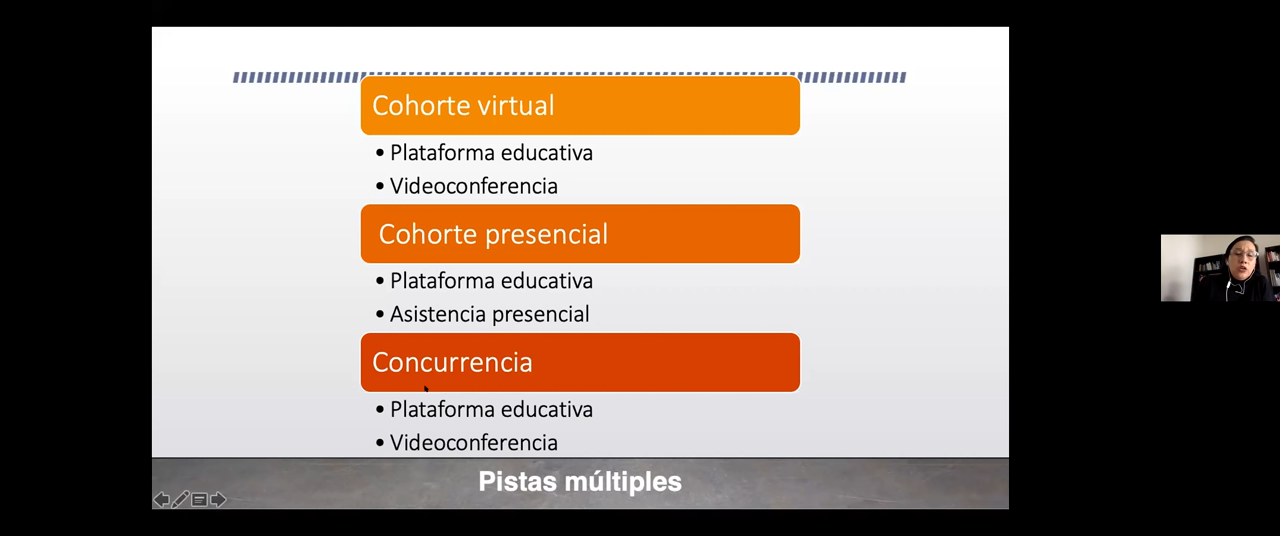 Cohorte virtual
• Plataforma educativa
• Videoconferencia
Cohorte presencial
• Plataforma educativa
• Asistencia presencial
Concurrencia
• Plataforma educativa
• Videoconferencia
Pistas múltiples